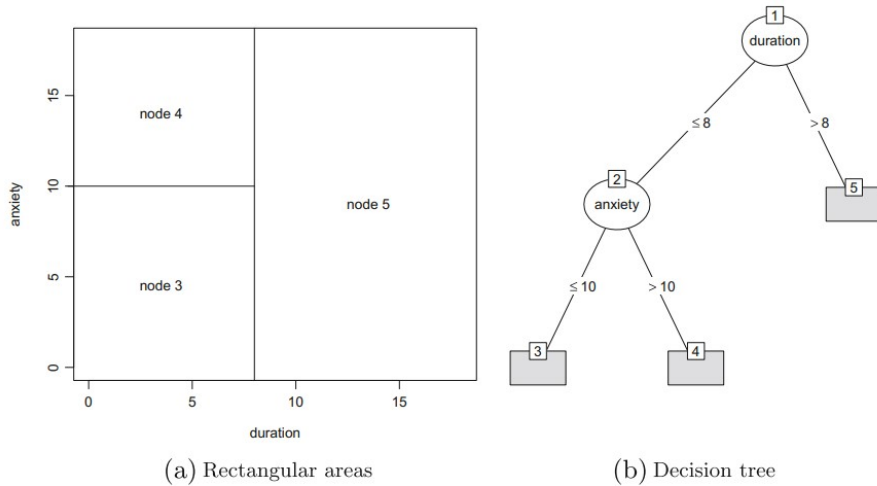 node 4
node 3
node 5
anxiety
15
10
5
0
0
5
10
15
duration
(a) Rectangular areas
1
duration
≤ 8
> 8
2
anxiety
5
≤ 10
> 10
3
4
(b) Decision tree